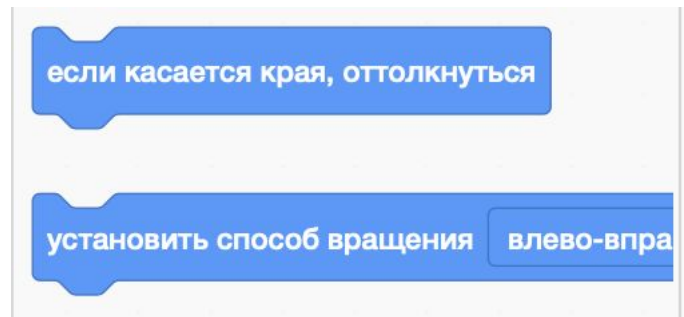 если касается края, оттолкнуться
установить способ вращения влево-впра